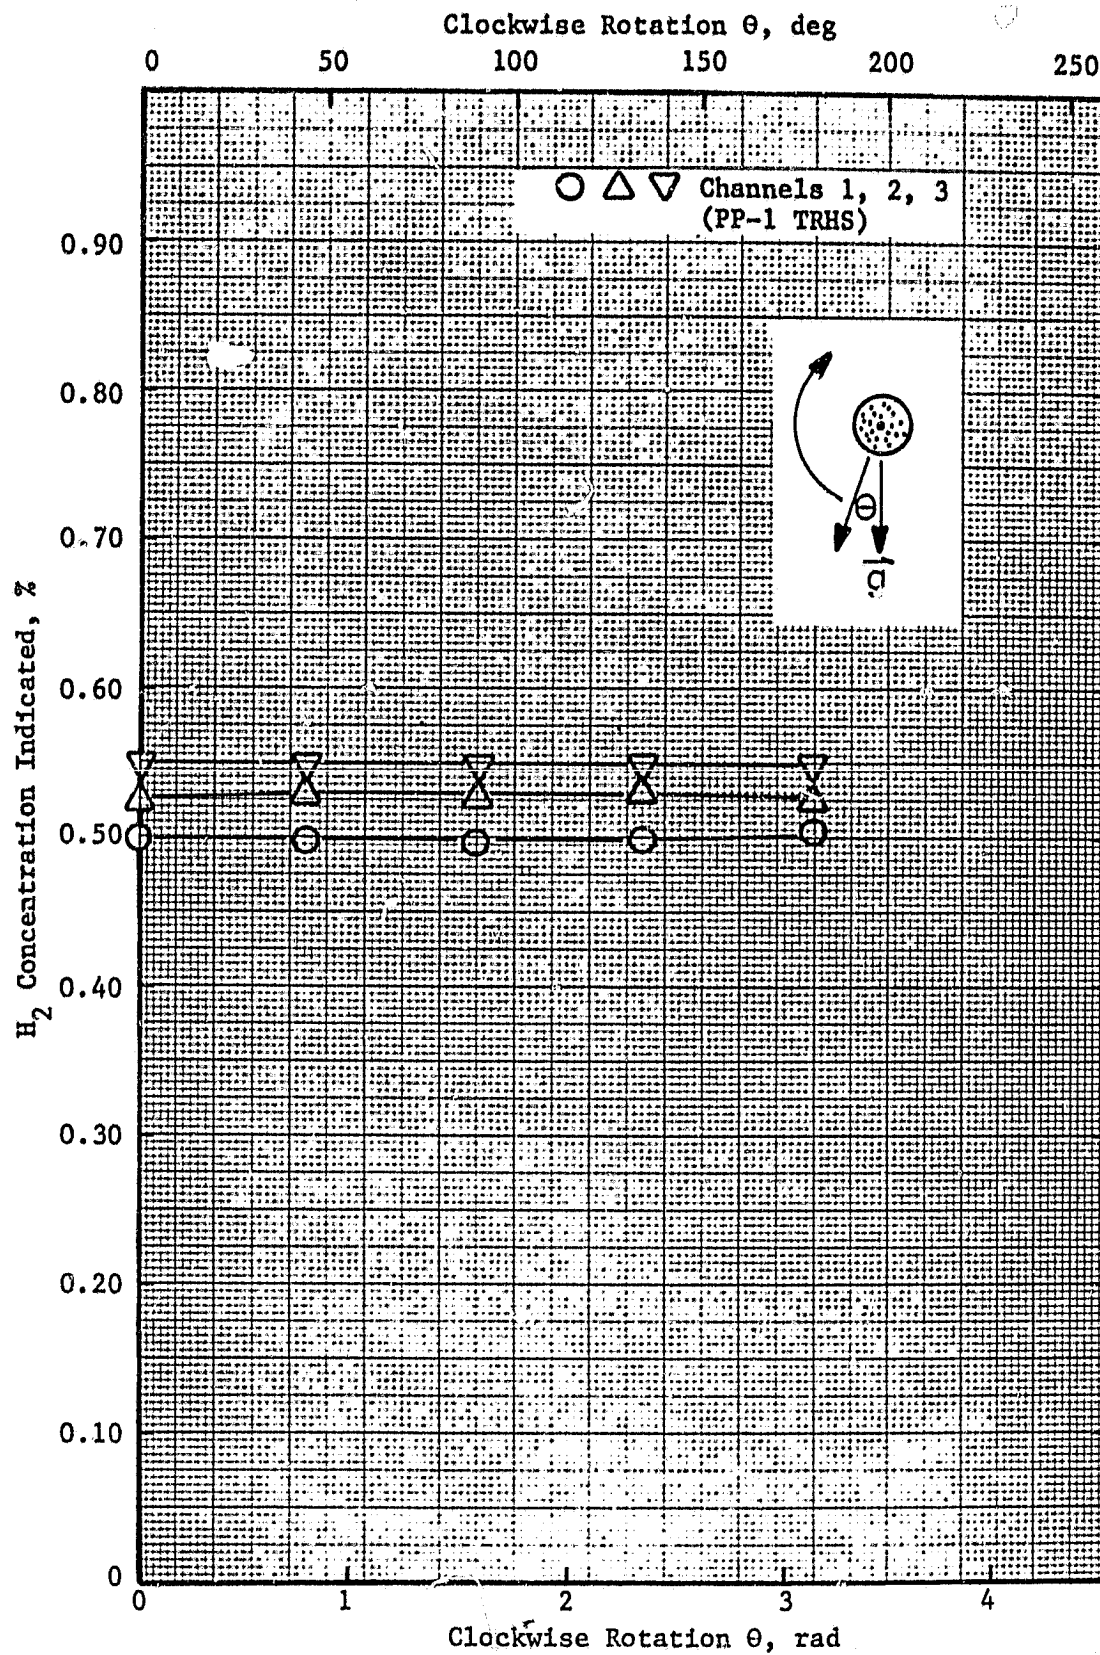 Clockwise Rotation θ, deg
0 50 100 150 200 250
Channels 1, 2, 3
(PP-1 TRHS)
0.90
0.80
0.70
0.60
0.50
0.40
0.30
0.20
0.10
0
H2 Concentration Indicated, %
θ
g
0 1 2 3 4
Clockwise Rotation θ, rad